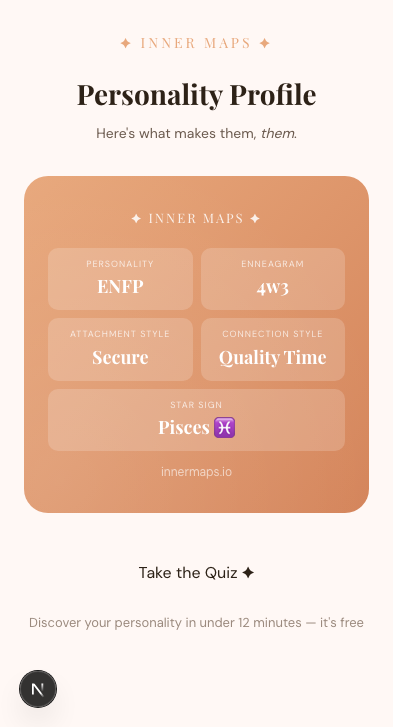 ✦ INNER MAPS ✦
Personality Profile
Here's what makes them, them.
✦ INNER MAPS ✦
PERSONALITY
ENFP
ENNEAGRAM
4w3
ATTACHMENT STYLE
Secure
CONNECTION STYLE
Quality Time
STAR SIGN
Pisces ♓
innermaps.io
Take the Quiz ✦
Discover your personality in under 12 minutes — it's free
N